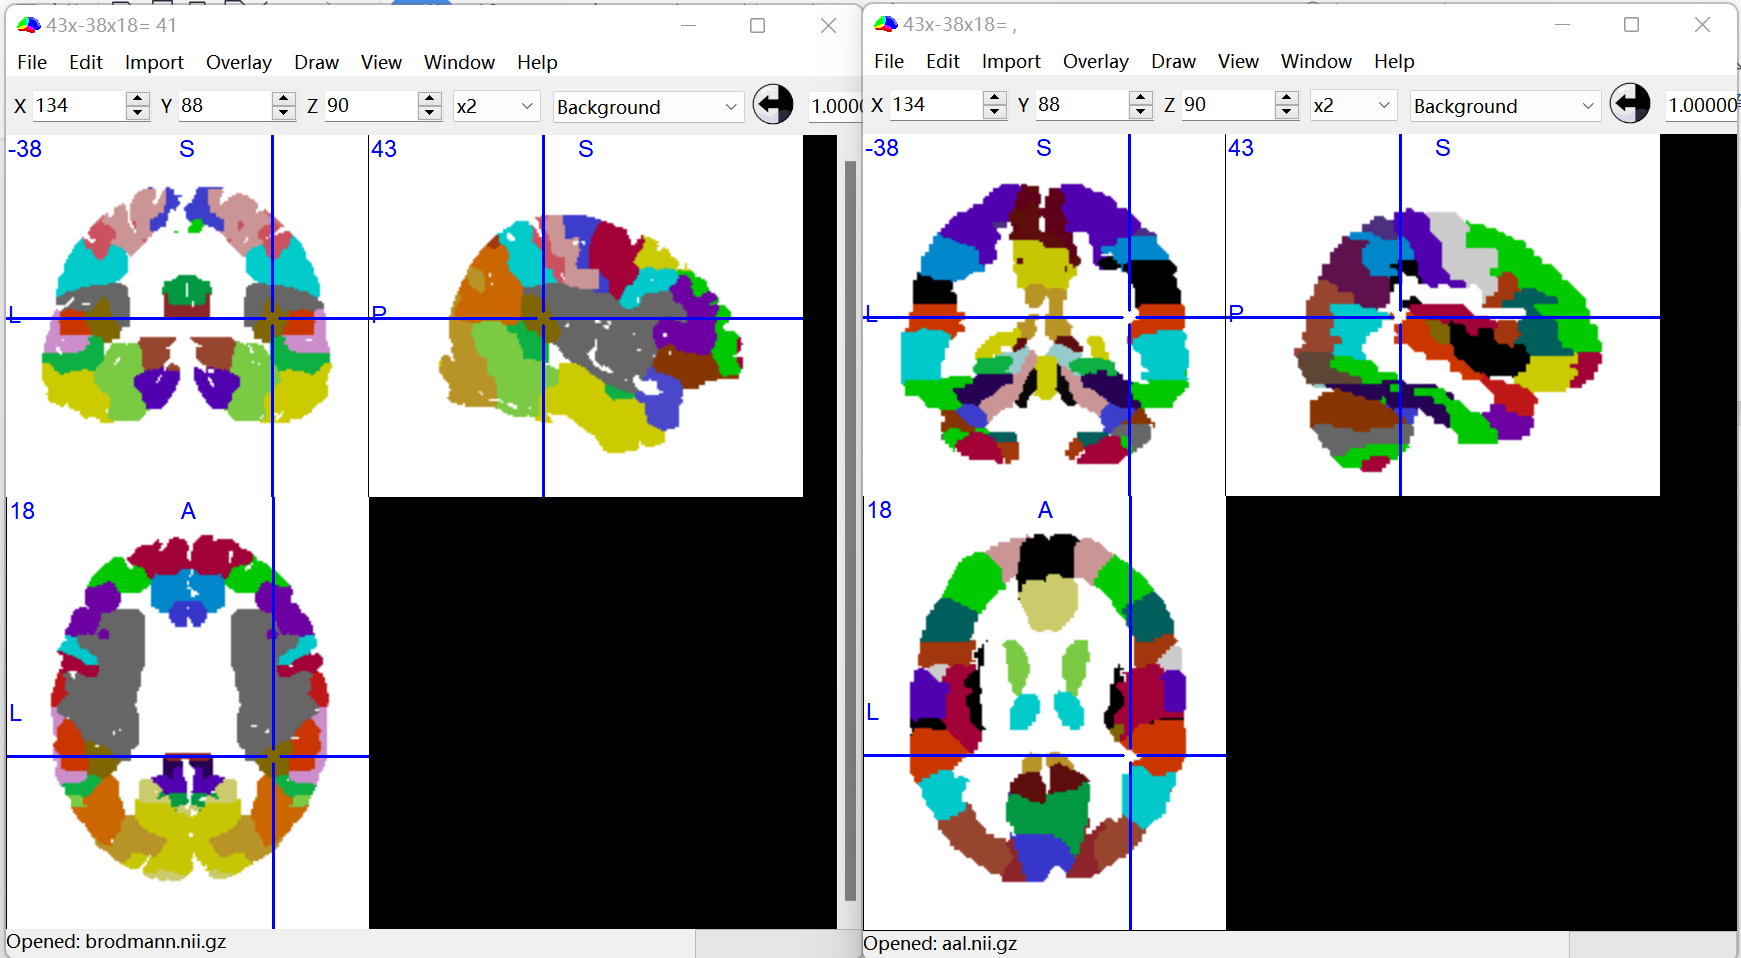 43x-38x18= 41
File Edit Import Overlay Draw View Window Help
X 134 Y 88 Z 90 x2 Background 1.0000
-38 S 43 S
L P
18 A
L
Opened: brodmann.nii.gz
43x-38x18= ,
File Edit Import Overlay Draw View Window Help
X 134 Y 88 Z 90 x2 Background 1.00000
-38 S 43 S
L P
18 A
L
Opened: aal.nii.gz